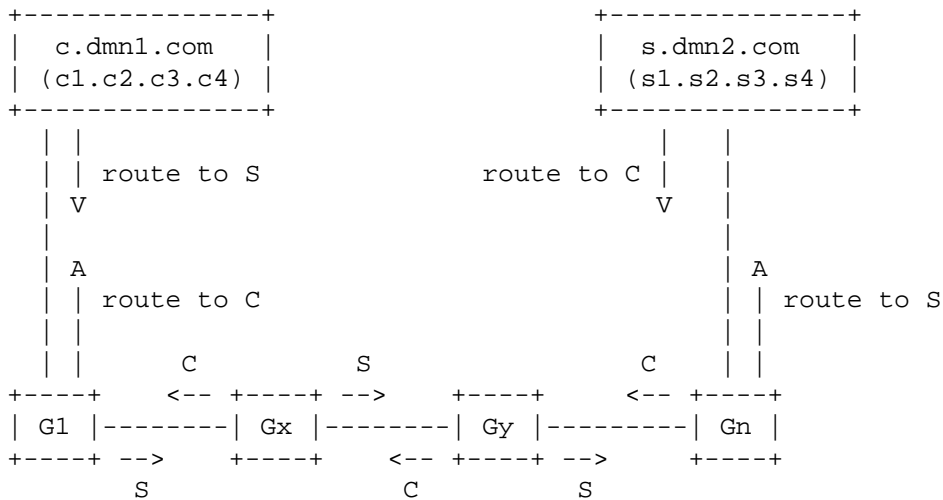 +---------------+ +---------------+
| c.dmn1.com | | s.dmn2.com |
| (c1.c2.c3.c4) | | (s1.s2.s3.s4) |
+---------------+ +---------------+
| | | |
| | route to S route to C | |
| V V |
| |
| A | A
| | route to C | | route to S
| | | |
| | C S C | |
+----+ <-- +----+ --> +----+ <-- +----+
| G1 |--------| Gx |--------| Gy |---------| Gn |
+----+ --> +----+ <-- +----+ --> +----+
S C S